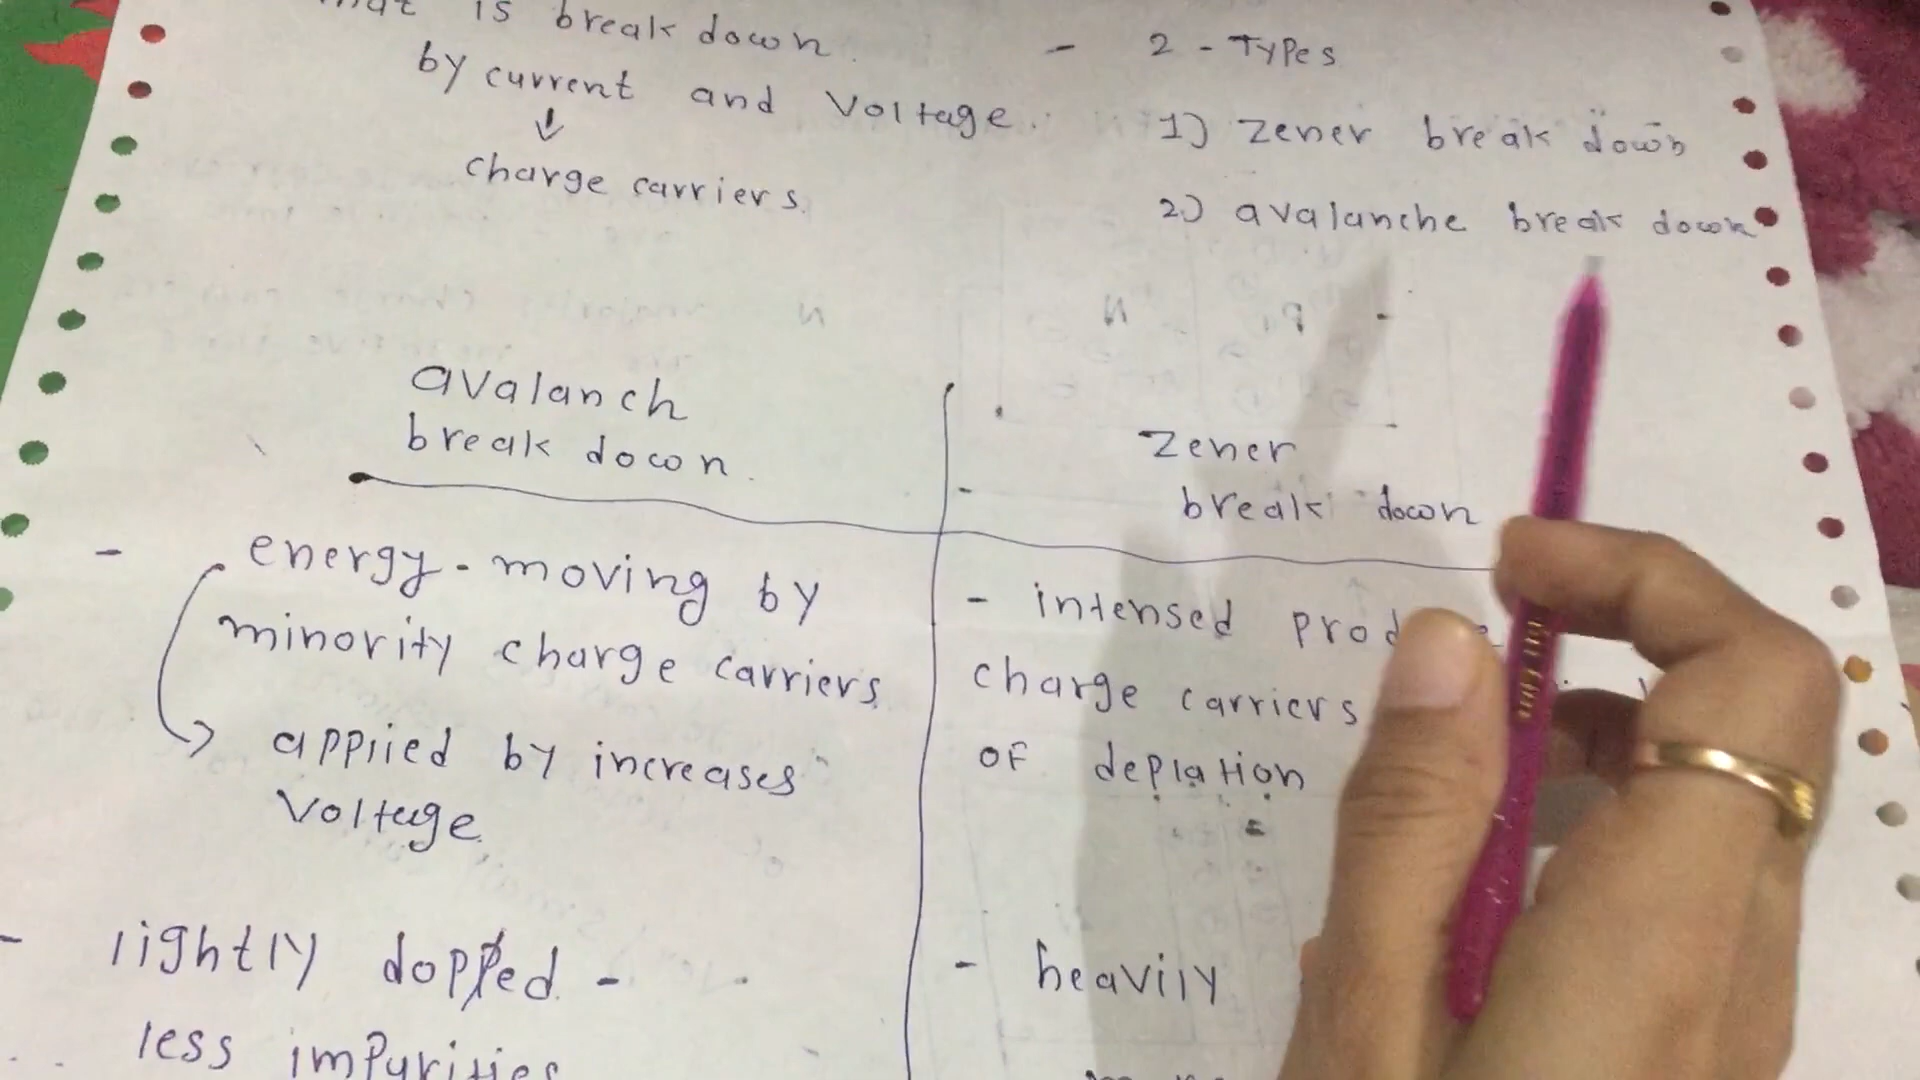 is break down.
by current and voltage.
charge carriers.
- 2 - Types
1) zener break down
2) avalanche break down
avalanch
break down.
zener
break down
- energy - moving by
minority charge carriers.
applied by increases
voltage.
- intensed
charge carriers
of deplation
- lightly dopped -
less impurities
- heavily